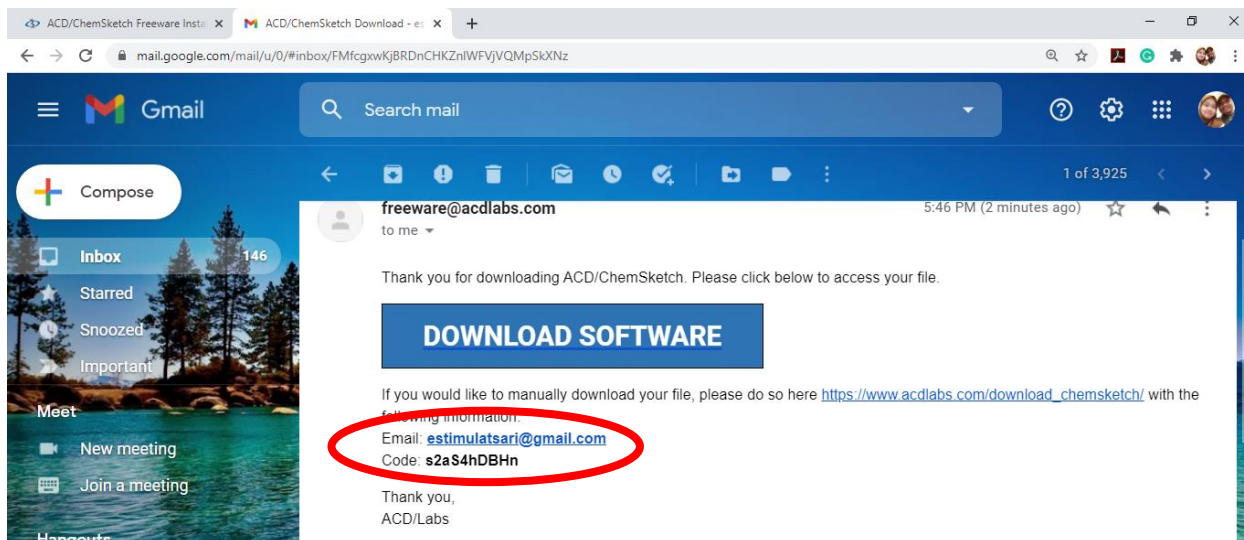 ACD/ChemSketch Freeware Insta
ACD/ChemSketch Download - es
mail.google.com/mail/u/0/#inbox/FMfcgxwKjBRDnCHKZnlWFVjVQMpSkXNz
Gmail
Search mail
Compose
1 of 3,925
freeware@acdlabs.com
5:46 PM (2 minutes ago)
to me
Inbox 146
Starred
Snoozed
Important
Meet
New meeting
Join a meeting
Hangouts
Thank you for downloading ACD/ChemSketch. Please click below to access your file.
DOWNLOAD SOFTWARE
If you would like to manually download your file, please do so here https://www.acdlabs.com/download_chemsketch/ with the
following information:
Email: estimulatsari@gmail.com
Code: s2aS4hDBHn
Thank you,
ACD/Labs